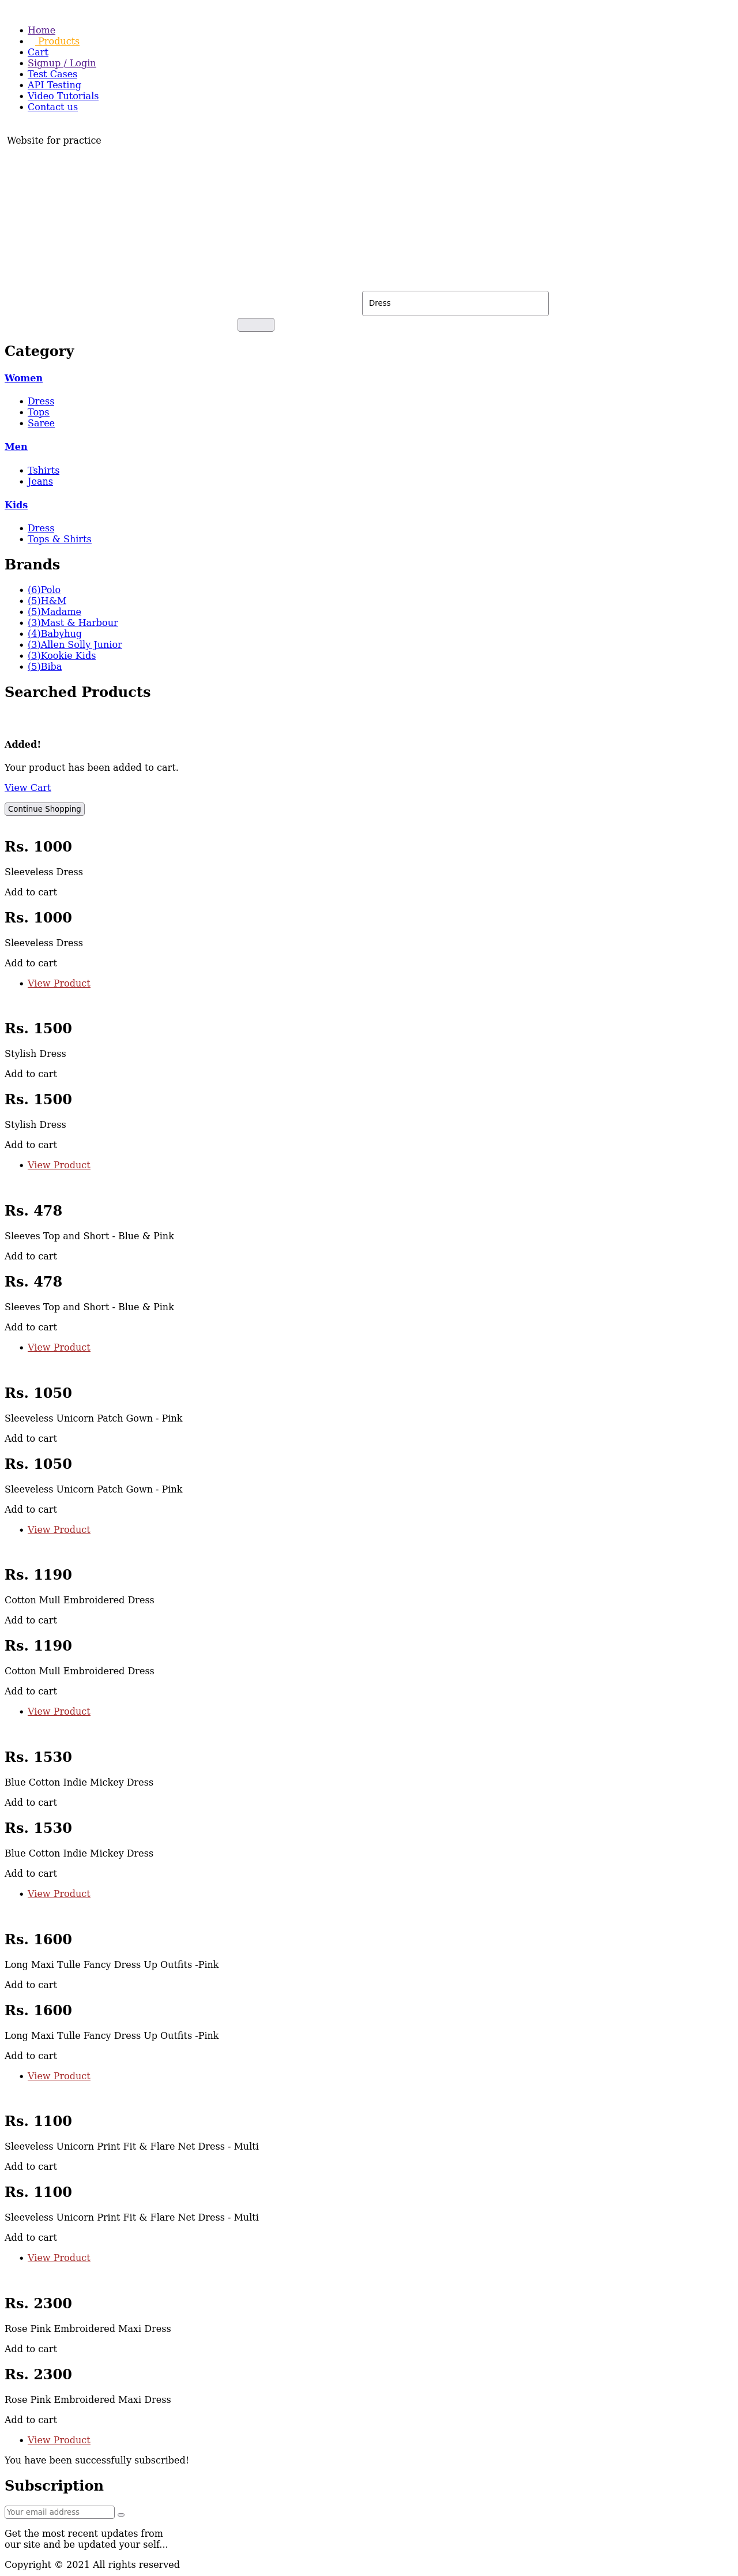 Home
Products
Cart
Signup / Login
Test Cases
API Testing
Video Tutorials
Contact us
Website for practice
Dress
Category
Women
Dress
Tops
Saree
Men
Tshirts
Jeans
Kids
Dress
Tops & Shirts
Brands
(6)Polo
(5)H&M
(5)Madame
(3)Mast & Harbour
(4)Babyhug
(3)Allen Solly Junior
(3)Kookie Kids
(5)Biba
Searched Products
Added!
Your product has been added to cart.
View Cart
Continue Shopping
Rs. 1000
Sleeveless Dress
Add to cart
Rs. 1000
Sleeveless Dress
Add to cart
View Product
Rs. 1500
Stylish Dress
Add to cart
Rs. 1500
Stylish Dress
Add to cart
View Product
Rs. 478
Sleeves Top and Short - Blue & Pink
Add to cart
Rs. 478
Sleeves Top and Short - Blue & Pink
Add to cart
View Product
Rs. 1050
Sleeveless Unicorn Patch Gown - Pink
Add to cart
Rs. 1050
Sleeveless Unicorn Patch Gown - Pink
Add to cart
View Product
Rs. 1190
Cotton Mull Embroidered Dress
Add to cart
Rs. 1190
Cotton Mull Embroidered Dress
Add to cart
View Product
Rs. 1530
Blue Cotton Indie Mickey Dress
Add to cart
Rs. 1530
Blue Cotton Indie Mickey Dress
Add to cart
View Product
Rs. 1600
Long Maxi Tulle Fancy Dress Up Outfits -Pink
Add to cart
Rs. 1600
Long Maxi Tulle Fancy Dress Up Outfits -Pink
Add to cart
View Product
Rs. 1100
Sleeveless Unicorn Print Fit & Flare Net Dress - Multi
Add to cart
Rs. 1100
Sleeveless Unicorn Print Fit & Flare Net Dress - Multi
Add to cart
View Product
Rs. 2300
Rose Pink Embroidered Maxi Dress
Add to cart
Rs. 2300
Rose Pink Embroidered Maxi Dress
Add to cart
View Product
You have been successfully subscribed!
Subscription
Your email address
Get the most recent updates from
our site and be updated your self...
Copyright © 2021 All rights reserved